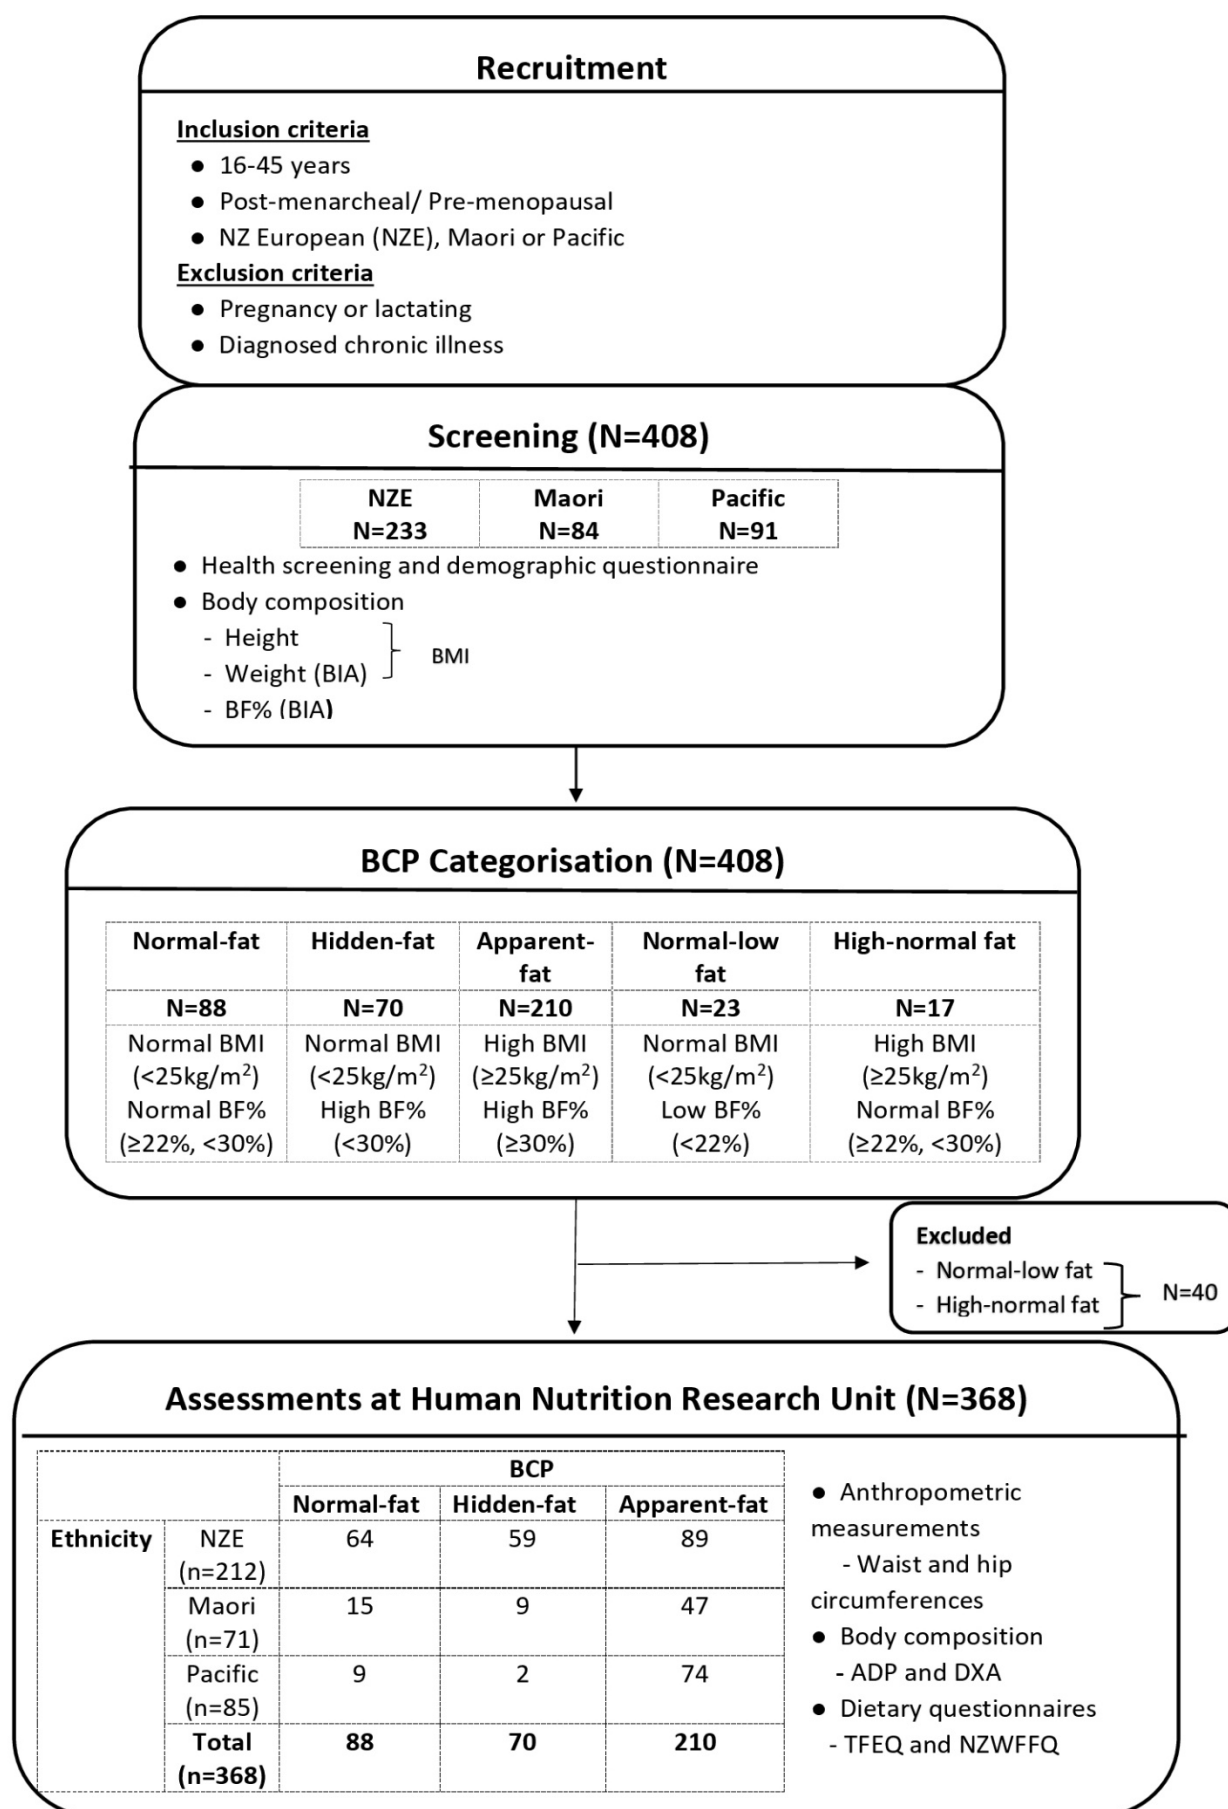 Recruitment
Inclusion criteria
● 16-45 years
● Post-menarcheal/ Pre-menopausal
● NZ European (NZE), Maori or Pacific
Exclusion criteria
● Pregnancy or lactating
● Diagnosed chronic illness
Screening (N=408)
NZE Maori Pacific
N=233 N=84 N=91
● Health screening and demographic questionnaire
● Body composition
- Height
- Weight (BIA)
BMI
- BF% (BIA)
BCP Categorisation (N=408)
Normal-fat Hidden-fat Apparent- Normal-low High-normal fat
fat fat
N=88 N=70 N=210 N=23 N=17
Normal BMI Normal BMI High BMI Normal BMI High BMI
(<25kg/m²) (<25kg/m²) (≥25kg/m²) (<25kg/m²) (≥25kg/m²)
Normal BF% High BF% High BF% Low BF% Normal BF%
(≥22%, <30%) (<30%) (≥30%) (<22%) (≥22%, <30%)
Excluded
- Normal-low fat
- High-normal fat
N=40
Assessments at Human Nutrition Research Unit (N=368)
BCP
Normal-fat Hidden-fat Apparent-fat
Ethnicity NZE 64 59 89
(n=212)
Maori 15 9 47
(n=71)
Pacific 9 2 74
(n=85)
Total 88 70 210
(n=368)
● Anthropometric
measurements
- Waist and hip
circumferences
● Body composition
- ADP and DXA
● Dietary questionnaires
- TFEQ and NZWFFQ